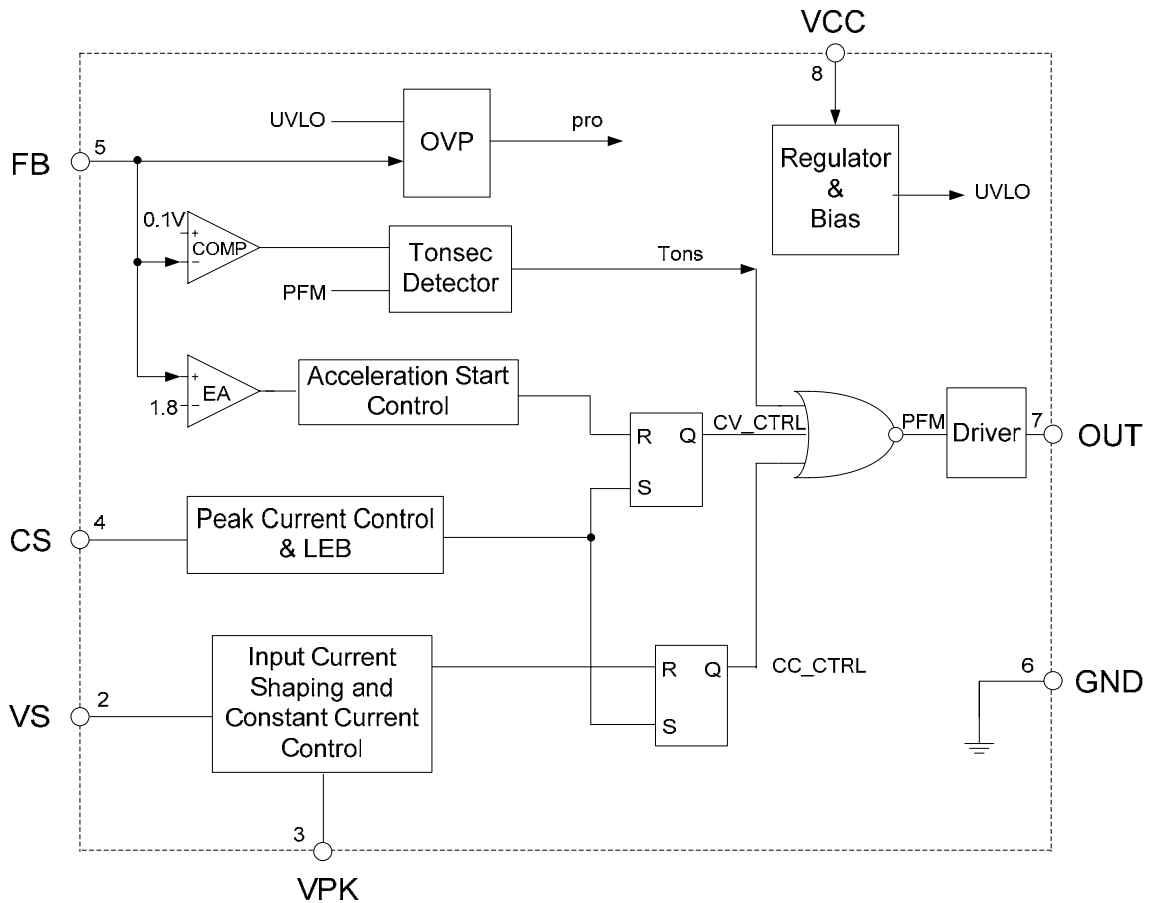 VCC
8
UVLO
OVP
pro
FB
5
Regulator
&
Bias
UVLO
0.1V
+
COMP
−
Tonsec
Detector
PFM
Tons
+
EA
1.8
−
Acceleration Start
Control
R
Q
S
CV_CTRL
PFM
Driver
7
OUT
CS
4
Peak Current Control
& LEB
VS
2
Input Current
Shaping and
Constant Current
Control
R
Q
S
CC_CTRL
6
GND
3
VPK